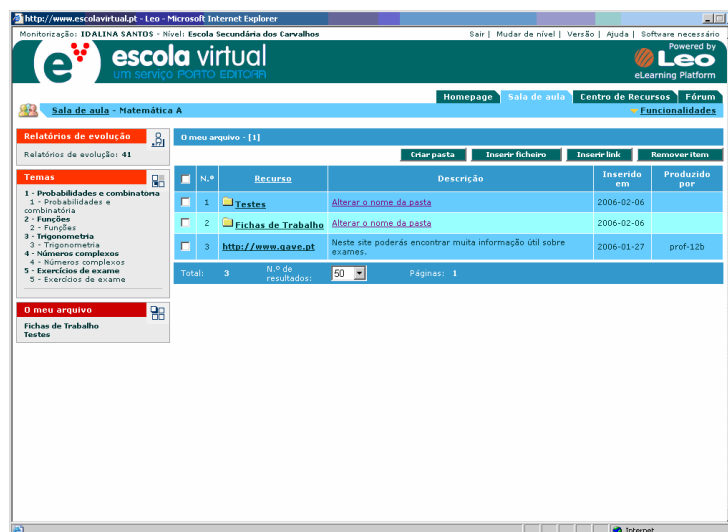 http://www.escolavirtual.pt - Leo - Microsoft Internet Explorer
Monitorização: IDALINA SANTOS - Nível: Escola Secundária dos Carvalhos
Sair | Mudar de nível | Versão | Ajuda | Software necessário
e
escola virtual
um serviço PORTO EDITORA
Powered by
Leo
eLearning Platform
Homepage Sala de aula Centro de Recursos Fórum
Sala de aula - Matemática A
Funcionalidades
Relatórios de evolução
Relatórios de evolução: 41
Temas
1 - Probabilidades e combinatória
1 - Probabilidades e
combinatória
2 - Funções
2 - Funções
3 - Trigonometria
3 - Trigonometria
4 - Números complexos
4 - Números complexos
5 - Exercícios de exame
5 - Exercícios de exame
O meu arquivo
Fichas de Trabalho
Testes
O meu arquivo - [1]
Criar pasta Inserir ficheiro Inserir link Remover item
N.º Recurso Descrição Inserido em Produzido por
1 Testes Alterar o nome da pasta 2006-02-06
2 Fichas de Trabalho Alterar o nome da pasta 2006-02-06
3 http://www.gave.pt Neste site poderás encontrar muita informação útil sobre exames. 2006-01-27 prof-12b
Total: 3 N.º de resultados: 50 Páginas: 1
Internet